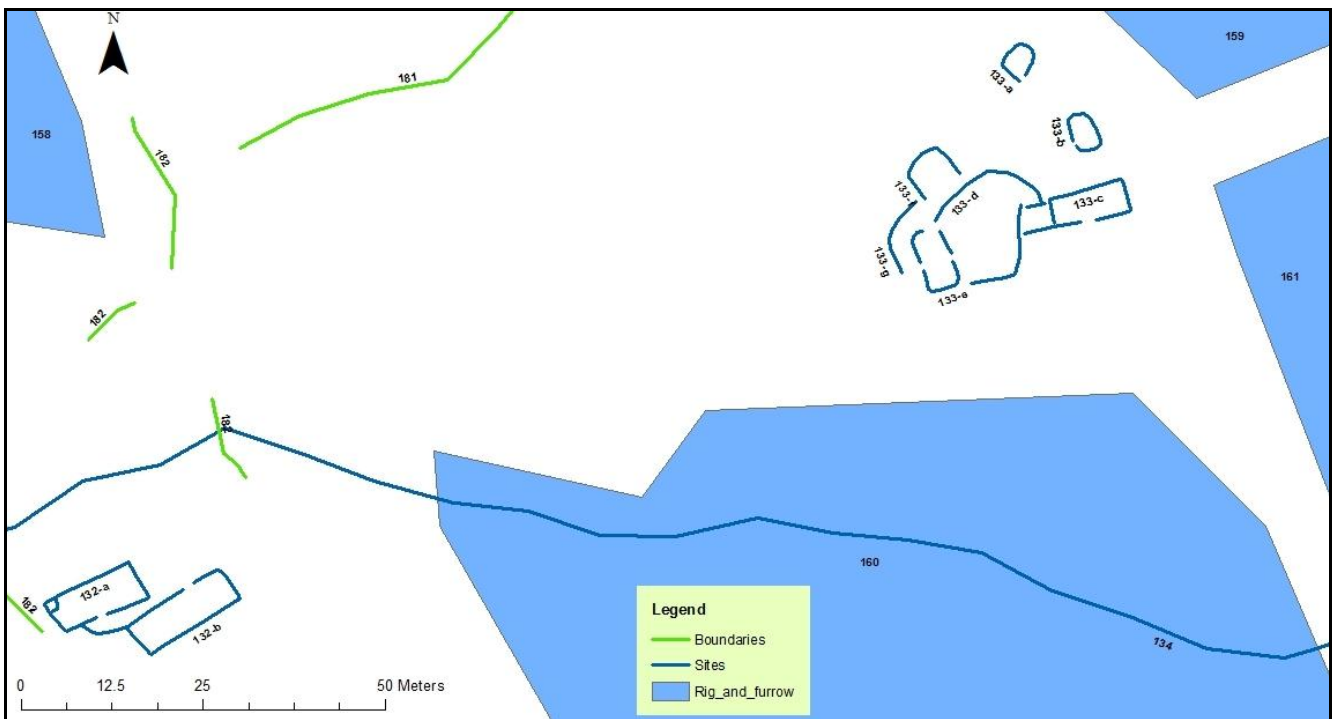 N
181
159
133-a
158
182
133-b
133-f
133-d
133-c
133-g
161
133-e
182
182
160
134
132-a
182
132-b
Legend
Boundaries
Sites
Rig_and_furrow
0 12.5 25 50 Meters